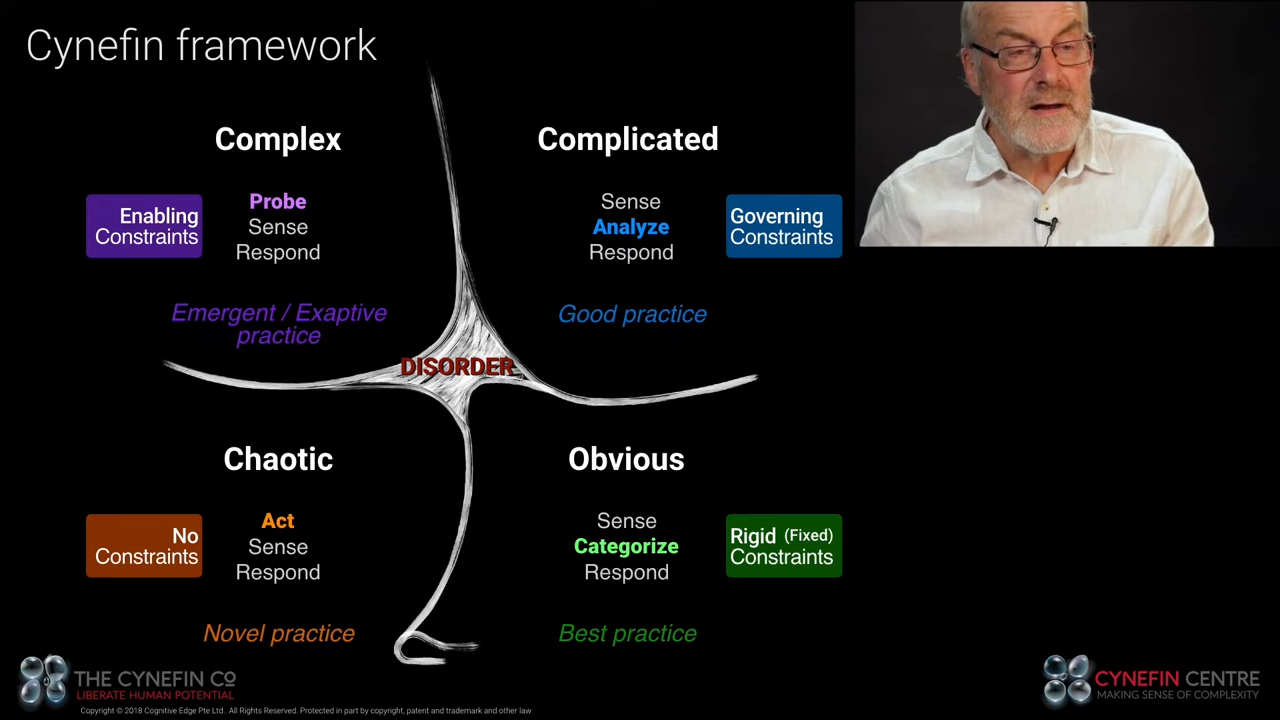 Cynefin framework
Complex
Enabling
Constraints
Probe
Sense
Respond
Emergent / Exaptive
practice
Complicated
Sense
Analyze
Respond
Governing
Constraints
Good practice
DISORDER
Chaotic
No
Constraints
Act
Sense
Respond
Novel practice
Obvious
Sense
Categorize
Respond
Rigid (Fixed)
Constraints
Best practice
THE CYNEFIN CO
LIBERATE HUMAN POTENTIAL
Copyright © 2018 Cognitive Edge Pte Ltd.. All Rights Reserved. Protected in part by copyright, patent and trademark and other law
CYNEFIN CENTRE
MAKING SENSE OF COMPLEXITY